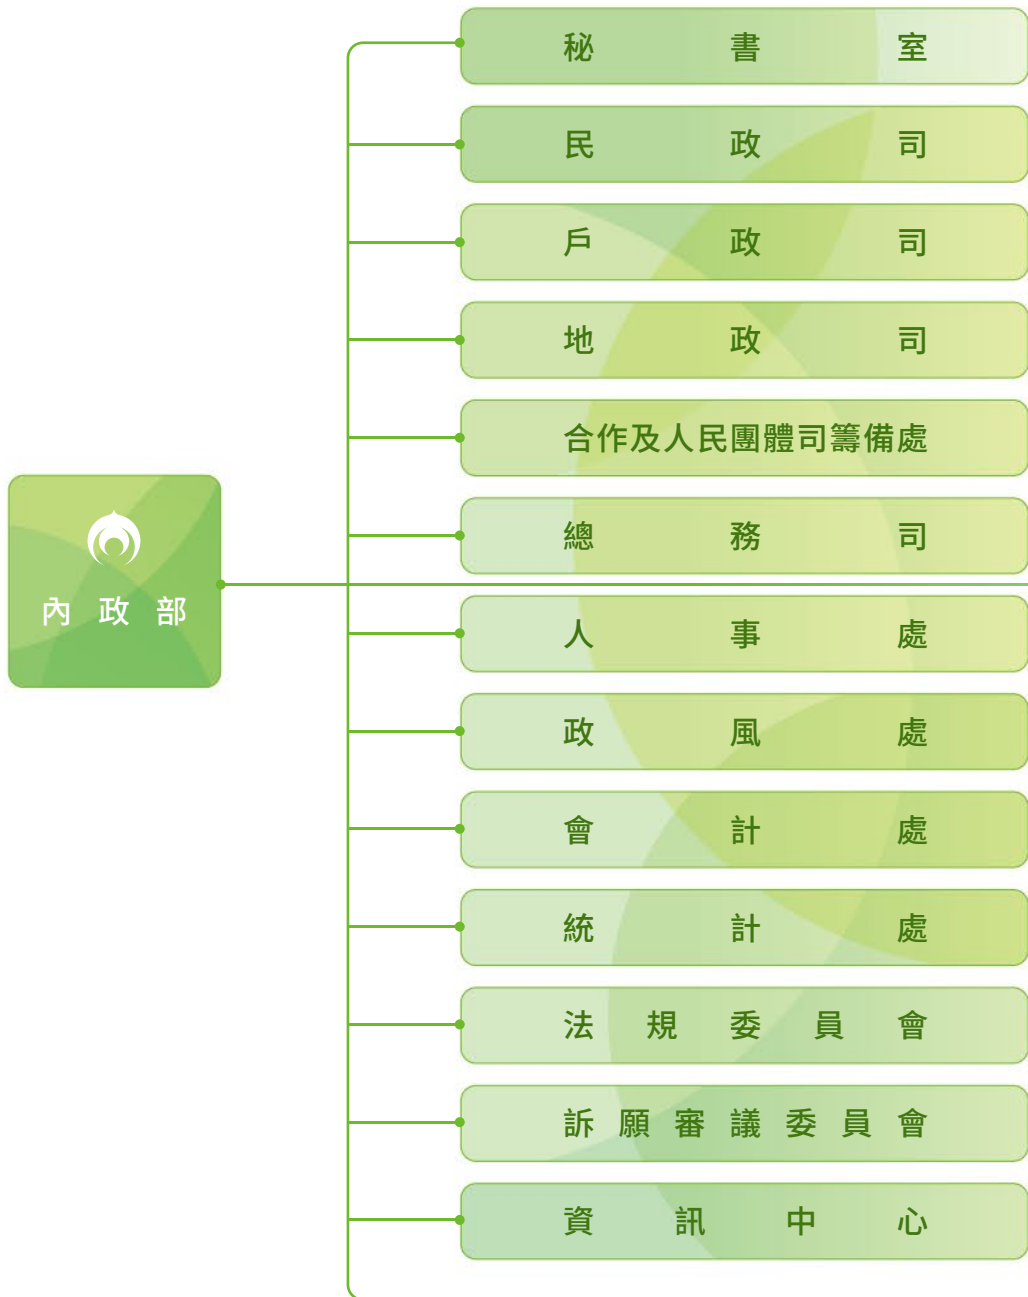 秘書室
民政司
戶政司
地政司
合作及人民團體司籌備處
總務司
內政部
人事處
政風處
會計處
統計處
法規委員會
訴願審議委員會
資訊中心